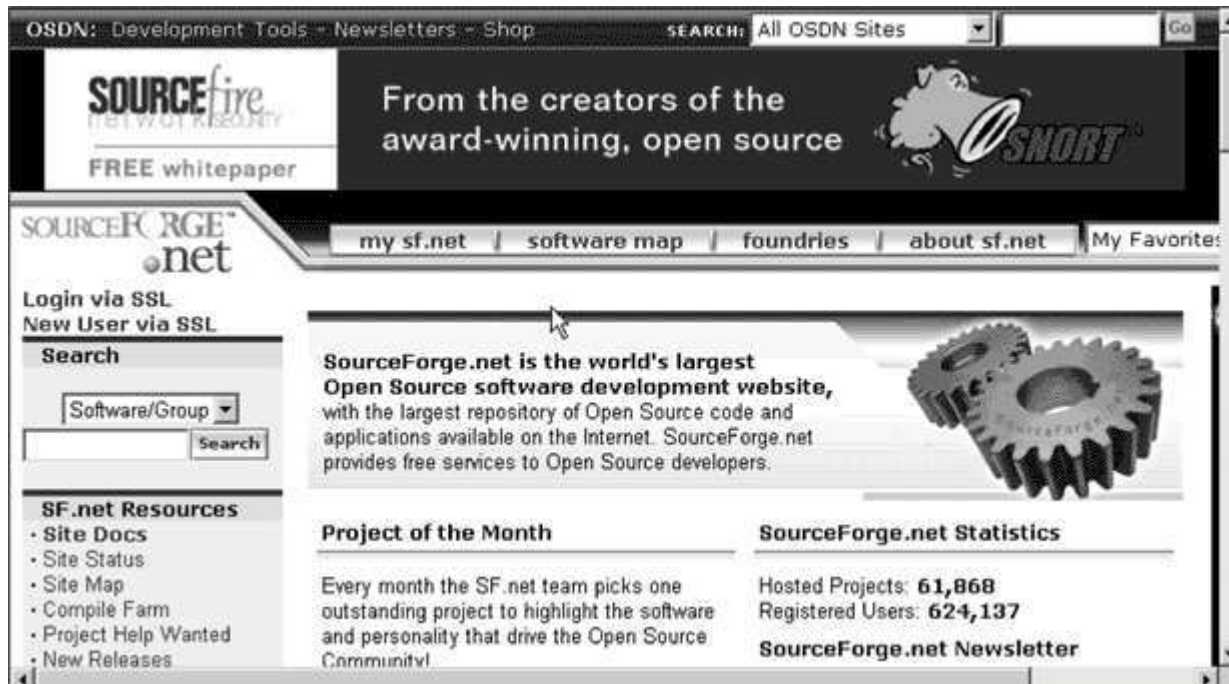 OSDN: Development Tools - Newsletters - Shop SEARCH: All OSDN Sites Go
SOURCEfire
NETWORK SECURITY
FREE whitepaper
From the creators of the
award-winning, open source
SNORT
SOURCEFORGE™
.net
my sf.net | software map | foundries | about sf.net My Favorites
Login via SSL
New User via SSL
Search
Software/Group
Search
SF.net Resources
· Site Docs
· Site Status
· Site Map
· Compile Farm
· Project Help Wanted
· New Releases
SourceForge.net is the world's largest
Open Source software development website,
with the largest repository of Open Source code and
applications available on the Internet. SourceForge.net
provides free services to Open Source developers.
SourceForge
Project of the Month
Every month the SF.net team picks one
outstanding project to highlight the software
and personality that drive the Open Source
Community!
SourceForge.net Statistics
Hosted Projects: 61,868
Registered Users: 624,137
SourceForge.net Newsletter